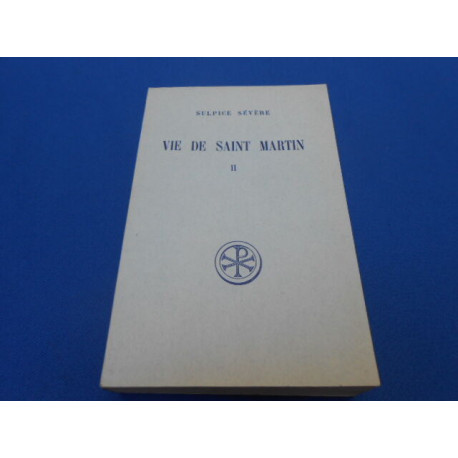 SULPICE SÉVÈRE
VIE DE SAINT MARTIN
II